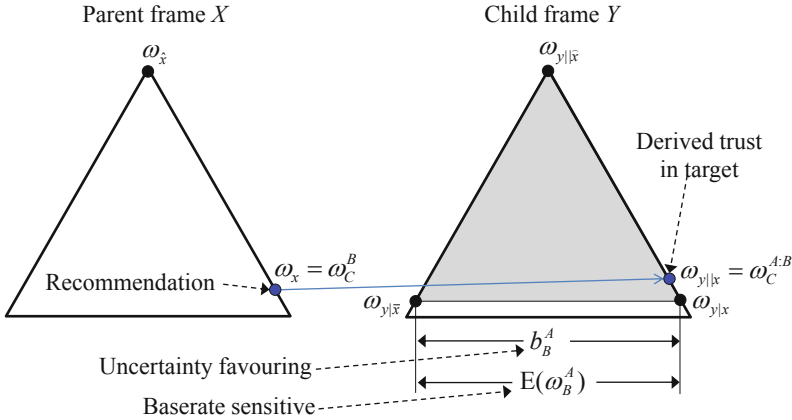 Parent frame X
Child frame Y
ω_x̂
ω_{y||x̂}
Derived trust
in target
Recommendation
ω_x = ω_C^B
ω_{y||x} = ω_C^{A:B}
ω_{y|x̄}
ω_{y|x}
b_B^A
Uncertainty favouring
E(ω_B^A)
Baserate sensitive